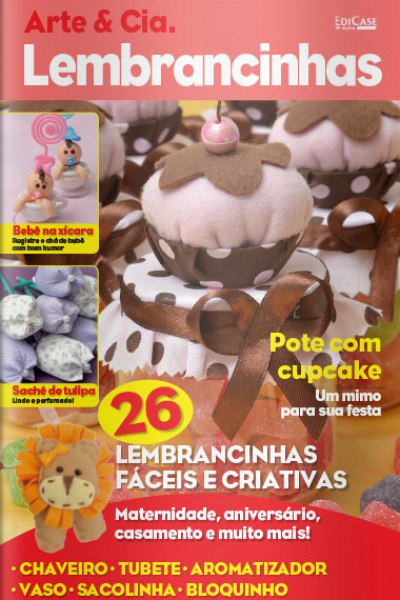 EDICASE
Arte & Cia.
Lembrancinhas
Bebê na xícara
Registre o chá de bebê
com bom humor
Sachê de tulipa
Lindo e perfumado!
Pote com
cupcake
Um mimo
para sua festa
26
LEMBRANCINHAS
FÁCEIS E CRIATIVAS
Maternidade, aniversário,
casamento e muito mais!
• CHAVEIRO • TUBETE • AROMATIZADOR
• VASO • SACOLINHA • BLOQUINHO